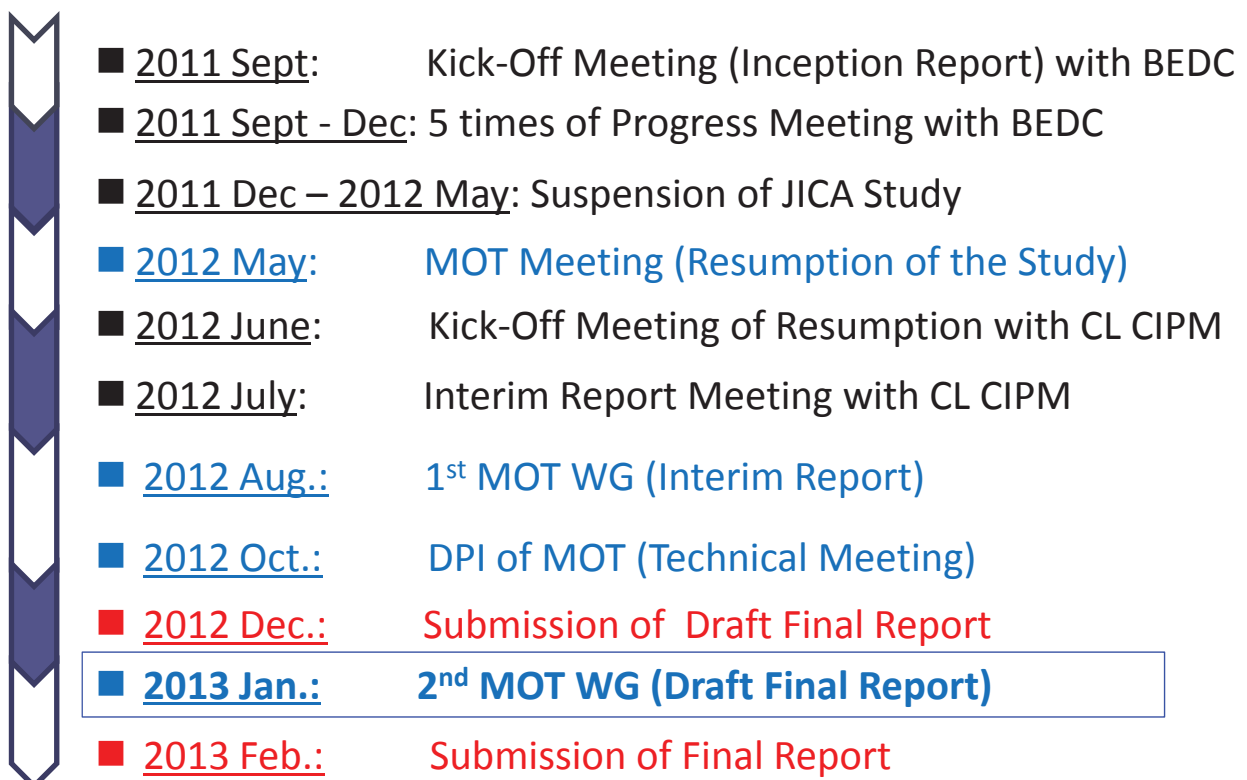 ■ 2011 Sept: Kick-Off Meeting (Inception Report) with BEDC
■ 2011 Sept - Dec: 5 times of Progress Meeting with BEDC
■ 2011 Dec – 2012 May: Suspension of JICA Study
■ 2012 May: MOT Meeting (Resumption of the Study)
■ 2012 June: Kick-Off Meeting of Resumption with CL CIPM
■ 2012 July: Interim Report Meeting with CL CIPM
■ 2012 Aug.: 1st MOT WG (Interim Report)
■ 2012 Oct.: DPI of MOT (Technical Meeting)
■ 2012 Dec.: Submission of Draft Final Report
■ 2013 Jan.: 2nd MOT WG (Draft Final Report)
■ 2013 Feb.: Submission of Final Report